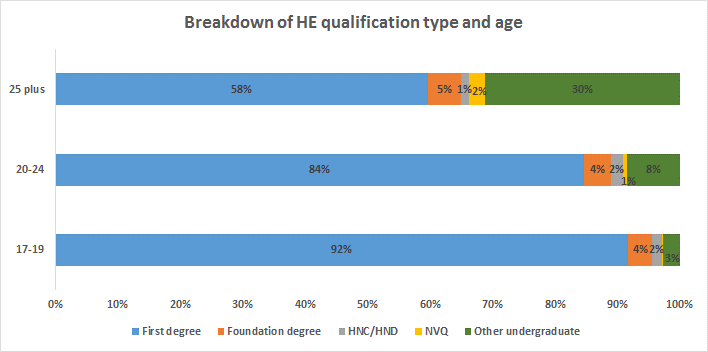 Breakdown of HE qualification type and age
25 plus
58% 5% 1% 2% 30%
20-24
84% 4% 2% 1% 8%
17-19
92% 4% 2% 3%
0% 10% 20% 30% 40% 50% 60% 70% 80% 90% 100%
First degree Foundation degree HNC/HND NVQ Other undergraduate